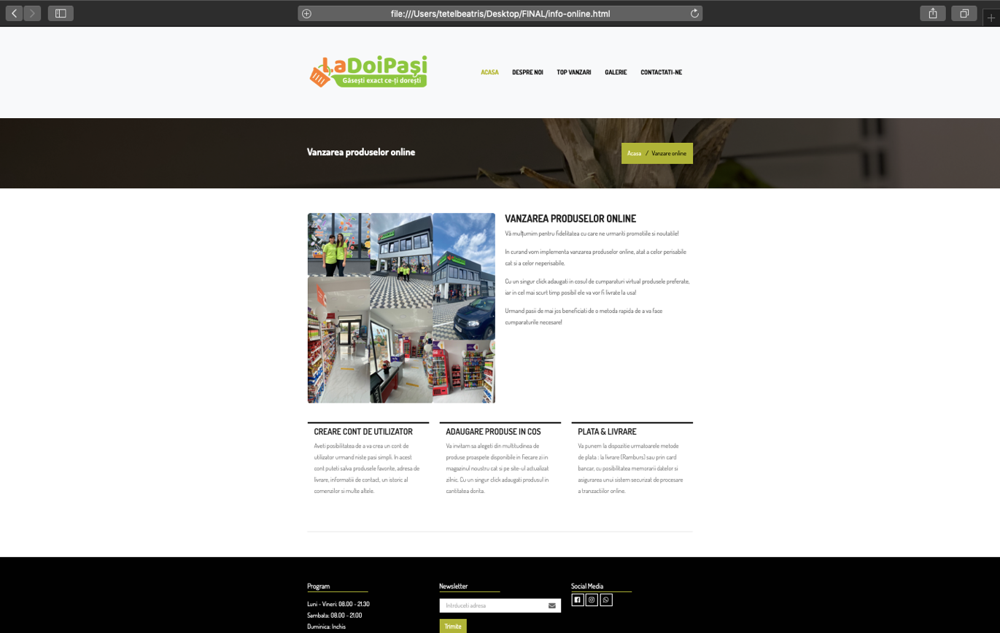 file:///Users/tetelbeatris/Desktop/FINAL/info-online.html
LaDoiPași
Găsești exact ce-ți dorești
ACASA DESPRE NOI TOP VANZARI GALERIE CONTACTATI-NE
Vanzarea produselor online
Acasa / Vanzare online
VANZAREA PRODUSELOR ONLINE
Vă mulțumim pentru fidelitatea cu care ne urmariti promotiile si noutatile!
In curand vom implementa vanzarea produselor online, atat a celor perisabile
cat si a celor neperisabile.
Cu un singur click adaugati in cosul de cumparaturi virtual produsele preferate,
iar in cel mai scurt timp posibil ele va vor fi livrate la usa!
Urmand pasii de mai jos beneficiati de o metoda rapida de a va face
cumparaturile necesare!
CREARE CONT DE UTILIZATOR
Aveti posibilitatea de a va crea un cont de
utilizator urmand niste pasi simpli. In acest
cont puteti salva produsele favorite, adresa de
livrare, informatii de contact, un istoric al
comenzilor si multe altele.
ADAUGARE PRODUSE IN COS
Va invitam sa alegeti din multitudinea de
produse proaspete disponibile in fiecare zi in
magazinul noustru cat si pe site-ul actualizat
zilnic. Cu un singur click adaugati produsul in
cantitatea dorita.
PLATA & LIVRARE
Va punem la dispozitie urmatoarele metode
de plata : la livrare (Ramburs) sau prin card
bancar, cu posibilitatea memorarii datelor si
asigurarea unui sistem securizat de procesare
a tranzactiilor online.
Program
Luni - Vineri: 08.00 - 21.30
Sambata: 08.00 - 21.00
Duminica: Inchis
Newsletter
Intrduceti adresa
Trimite
Social Media